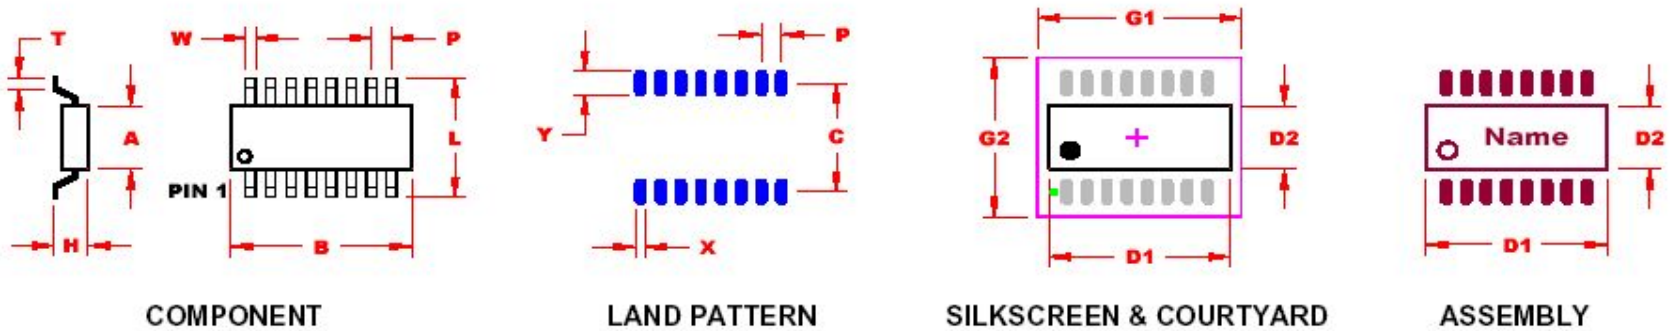 T
W
P
A
L
PIN 1
H
B
COMPONENT
P
Y
C
X
LAND PATTERN
G1
G2
D2
D1
SILKSCREEN & COURTYARD
Name
D2
D1
ASSEMBLY